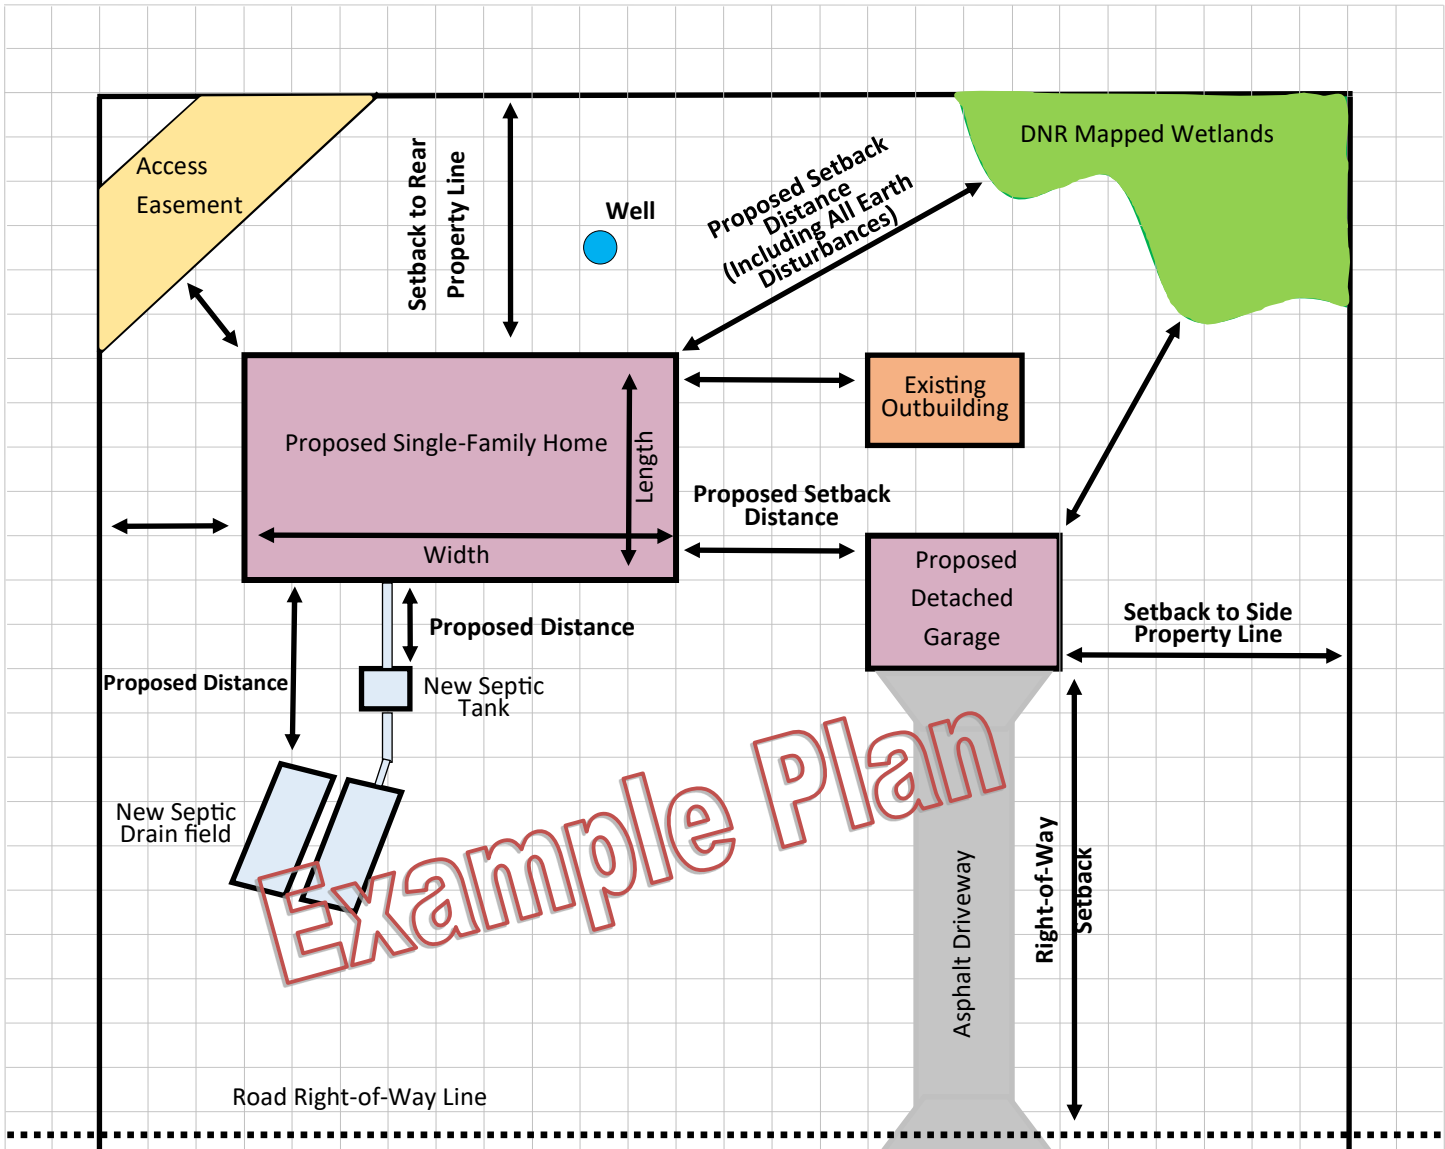 DNR Mapped Wetlands
Access
Easement
Setback to Rear
Property Line
Well
Proposed Setback
Distance
(Including All Earth
Disturbances)
Existing
Outbuilding
Proposed Single-Family Home
Length
Width
Proposed Setback
Distance
Proposed
Detached
Garage
Setback to Side
Property Line
Proposed Distance
Proposed Distance
New Septic
Tank
New Septic
Drain field
Example Plan
Asphalt Driveway
Right-of-Way
Setback
Road Right-of-Way Line